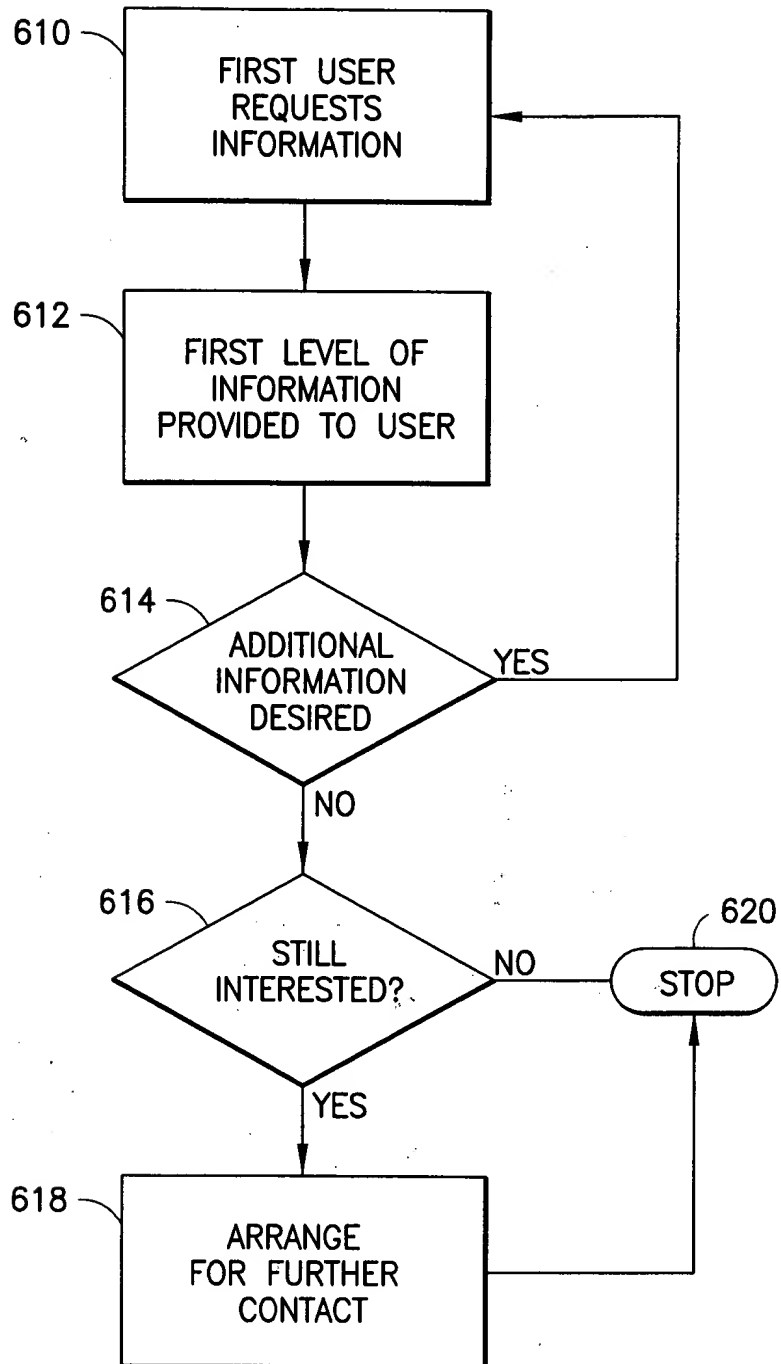 610
FIRST USER
REQUESTS
INFORMATION
612
FIRST LEVEL OF
INFORMATION
PROVIDED TO USER
614
ADDITIONAL
INFORMATION
DESIRED
YES
NO
616
STILL
INTERESTED?
NO
620
STOP
YES
618
ARRANGE
FOR FURTHER
CONTACT